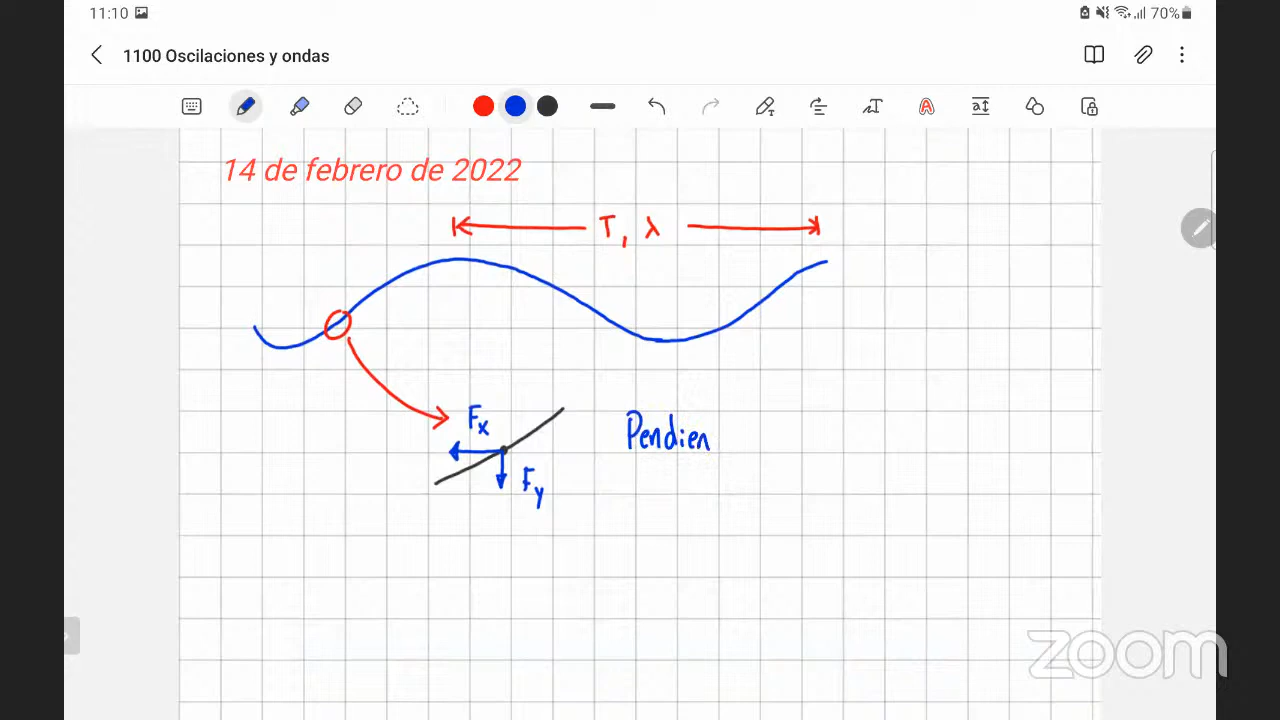 11:10 70%
1100 Oscilaciones y ondas
14 de febrero de 2022
T, λ
Fx
Pendien
Fy
zoom